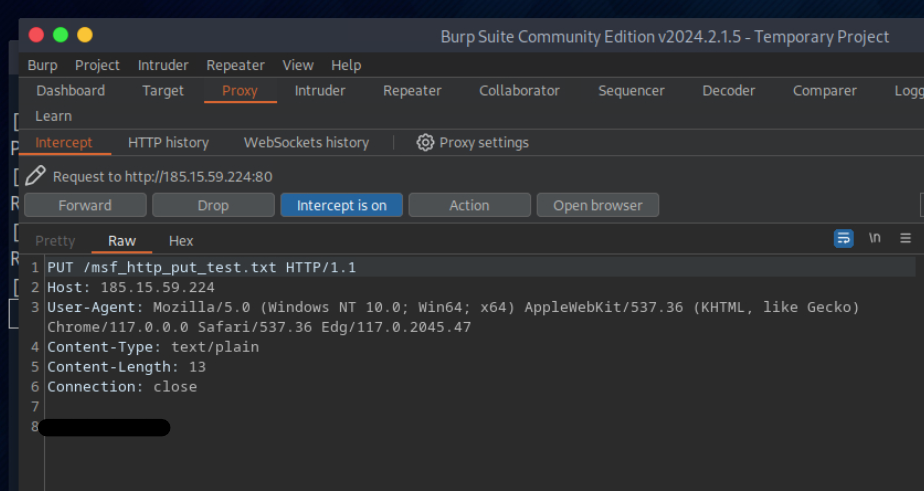 Burp Suite Community Edition v2024.2.1.5 - Temporary Project
Burp Project Intruder Repeater View Help
Dashboard Target Proxy Intruder Repeater Collaborator Sequencer Decoder Comparer Logg
Learn
Intercept HTTP history WebSockets history Proxy settings
Request to http://185.15.59.224:80
Forward Drop Intercept is on Action Open browser
Pretty Raw Hex \n
1 PUT /msf_http_put_test.txt HTTP/1.1
2 Host: 185.15.59.224
3 User-Agent: Mozilla/5.0 (Windows NT 10.0; Win64; x64) AppleWebKit/537.36 (KHTML, like Gecko)
Chrome/117.0.0.0 Safari/537.36 Edg/117.0.2045.47
4 Content-Type: text/plain
5 Content-Length: 13
6 Connection: close
7
8